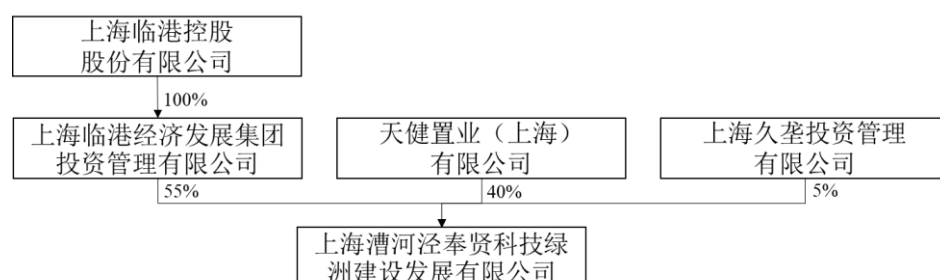 上海临港控股
股份有限公司
100%
上海临港经济发展集团
投资管理有限公司
天健置业（上海）
有限公司
上海久垄投资管理
有限公司
55%
40%
5%
上海漕河泾奉贤科技绿
洲建设发展有限公司